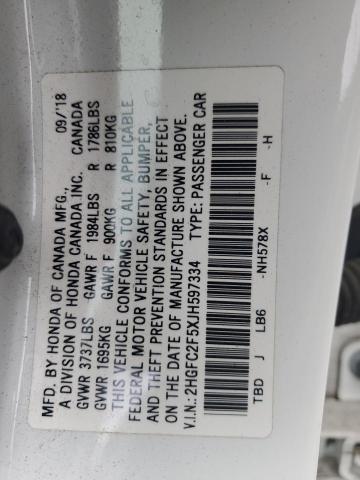 MFD. BY HONDA OF CANADA MFG., 09/'18
A DIVISION OF HONDA CANADA INC. CANADA
GVWR 3737LBS GAWR F 1984LBS R 1786LBS
GVWR 1695KG GAWR F 900KG R 810KG
THIS VEHICLE CONFORMS TO ALL APPLICABLE
FEDERAL MOTOR VEHICLE SAFETY, BUMPER,
AND THEFT PREVENTION STANDARDS IN EFFECT
ON THE DATE OF MANUFACTURE SHOWN ABOVE.
V.I.N.: 2HGFC2F5XJH597334 TYPE: PASSENGER CAR
TBD J LB6 -NH578X -F -H